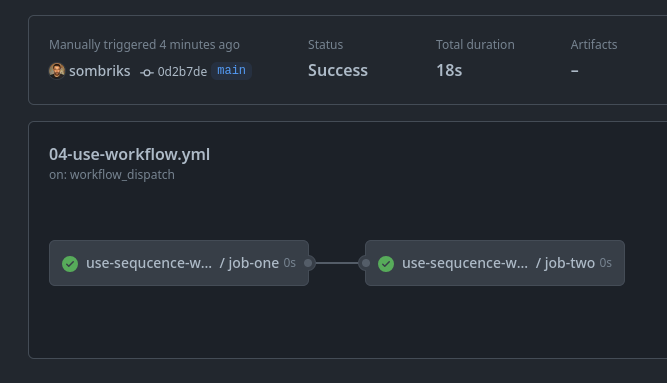 Manually triggered 4 minutes ago
Status
Total duration
Artifacts
sombriks 0d2b7de main
Success
18s
–
04-use-workflow.yml
on: workflow_dispatch
use-sequcence-w... / job-one 0s
use-sequcence-w... / job-two 0s